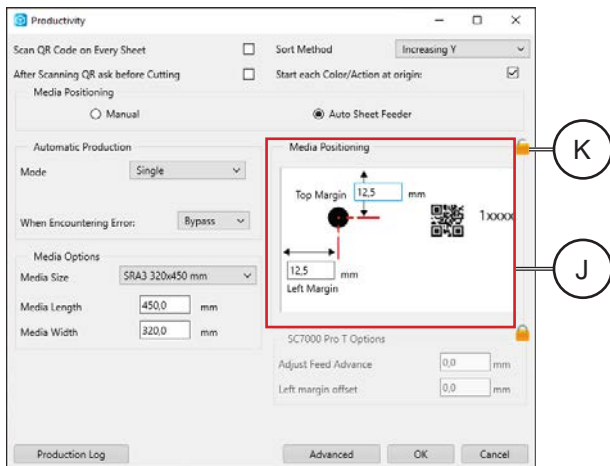 Productivity
Scan QR Code on Every Sheet
Sort Method Increasing Y
After Scanning QR ask before Cutting
Start each Color/Action at origin:
Media Positioning
Manual
Auto Sheet Feeder
Automatic Production
Mode Single
When Encountering Error: Bypass
Media Options
Media Size SRA3 320x450 mm
Media Length 450,0 mm
Media Width 320,0 mm
Media Positioning
Top Margin 12,5 mm
1xxxx
12,5 mm
Left Margin
SC7000 Pro T Options
Adjust Feed Advance 0,0 mm
Left margin offset 0,0 mm
Production Log
Advanced
OK
Cancel
K
J